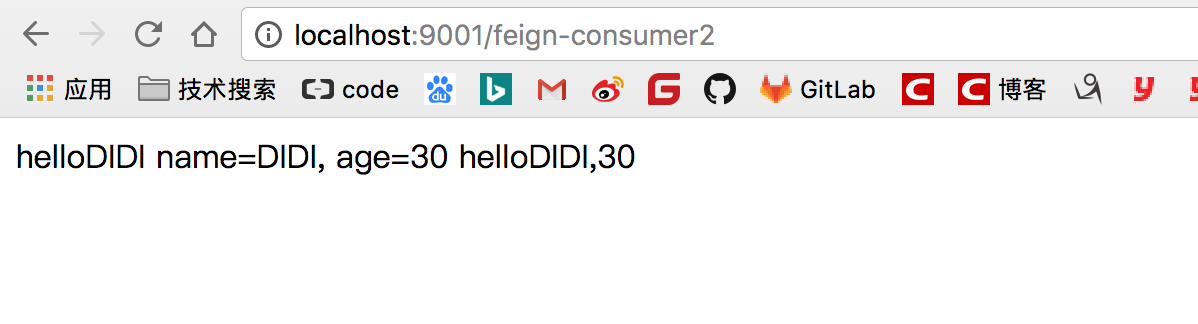 localhost:9001/feign-consumer2
应用 技术搜索 code du b GitLab C C 博客 y
helloDIDI name=DIDI, age=30 helloDIDI,30